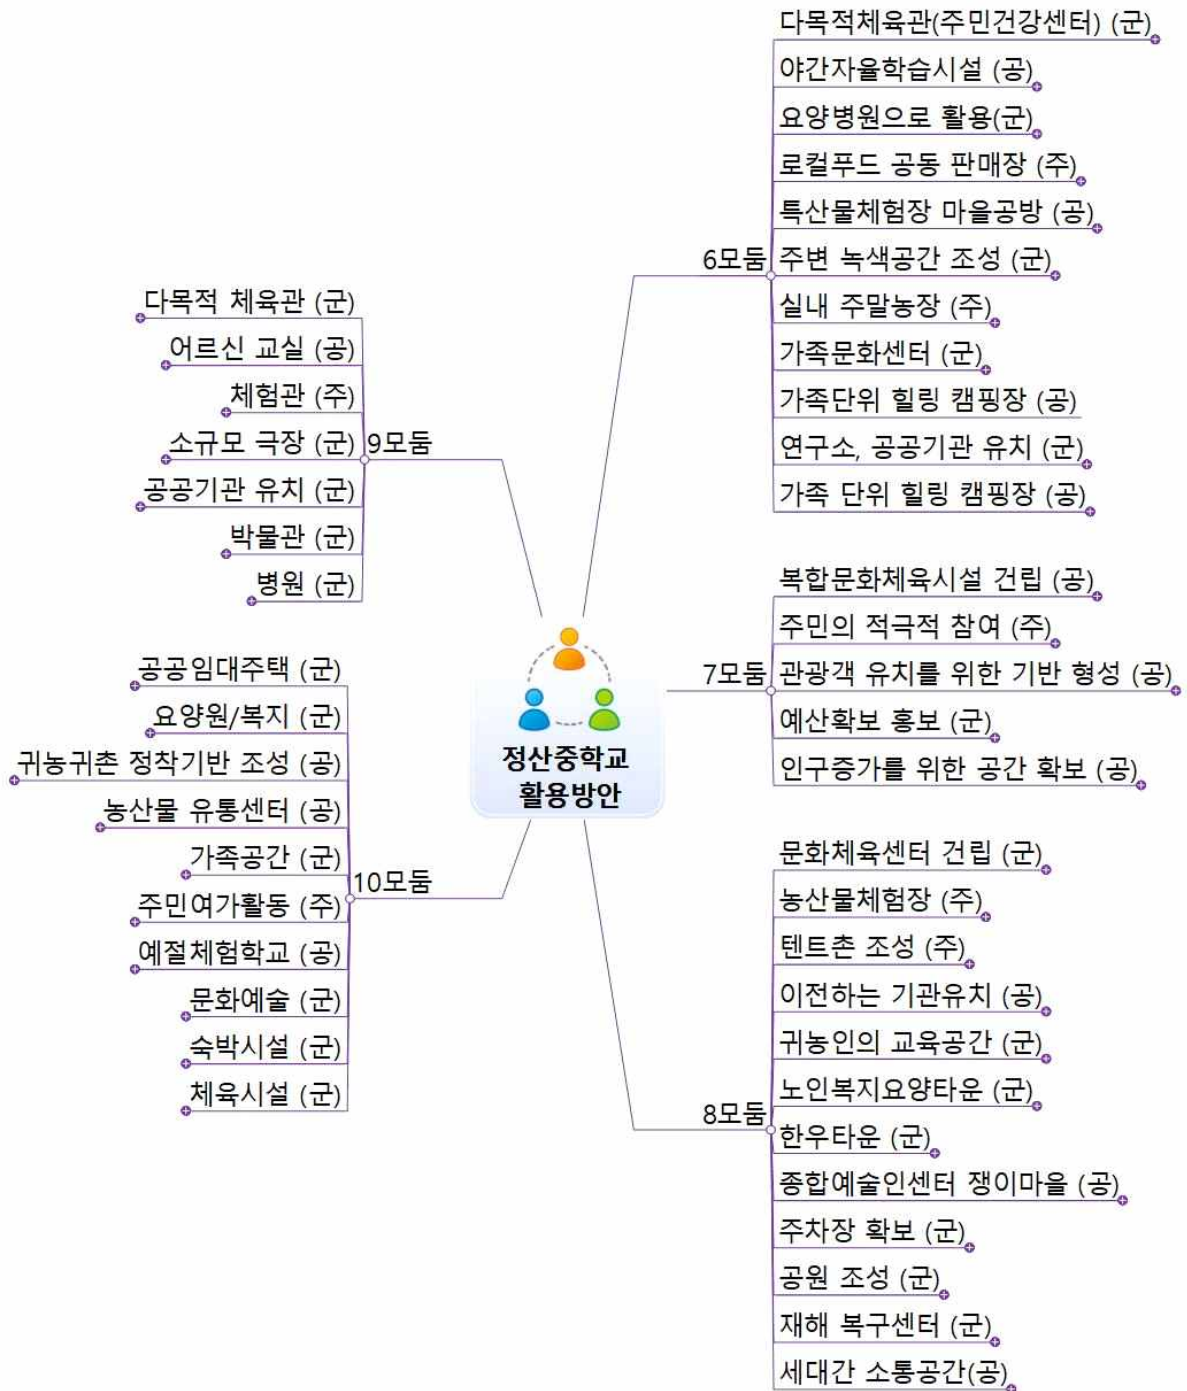 정산중학교
활용방안
6모둠
다목적체육관(주민건강센터) (군)
야간자율학습시설 (공)
요양병원으로 활용(군)
로컬푸드 공동 판매장 (주)
특산물체험장 마을공방 (공)
주변 녹색공간 조성 (군)
실내 주말농장 (주)
가족문화센터 (군)
가족단위 힐링 캠핑장 (공)
연구소, 공공기관 유치 (군)
가족 단위 힐링 캠핑장 (공)
7모둠
복합문화체육시설 건립 (공)
주민의 적극적 참여 (주)
관광객 유치를 위한 기반 형성 (공)
예산확보 홍보 (군)
인구증가를 위한 공간 확보 (공)
8모둠
문화체육센터 건립 (군)
농산물체험장 (주)
텐트촌 조성 (주)
이전하는 기관유치 (공)
귀농인의 교육공간 (군)
노인복지요양타운 (군)
한우타운 (군)
종합예술인센터 쟁이마을 (공)
주차장 확보 (군)
공원 조성 (군)
재해 복구센터 (군)
세대간 소통공간(공)
9모둠
다목적 체육관 (군)
어르신 교실 (공)
체험관 (주)
소규모 극장 (군)
공공기관 유치 (군)
박물관 (군)
병원 (군)
10모둠
공공임대주택 (군)
요양원/복지 (군)
귀농귀촌 정착기반 조성 (공)
농산물 유통센터 (공)
가족공간 (군)
주민여가활동 (주)
예절체험학교 (공)
문화예술 (군)
숙박시설 (군)
체육시설 (군)